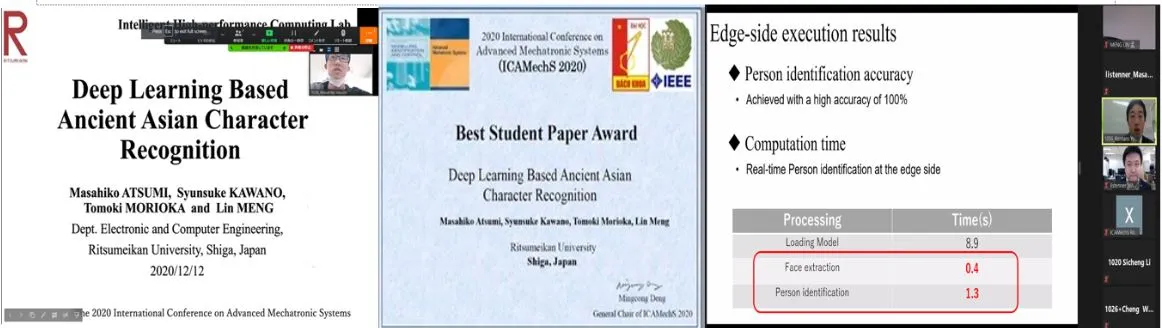 Intelligent High-performance Computing Lab
R
Deep Learning Based
Ancient Asian Character
Recognition
Masahiko ATSUMI, Syunsuke KAWANO,
Tomoki MORIOKA and Lin MENG
Dept. Electronic and Computer Engineering,
Ritsumeikan University, Shiga, Japan
2020/12/12
The 2020 International Conference on Advanced Mechatronic Systems
2020 International Conference on
Advanced Mechatronic Systems
(ICAMechS 2020)
BÁCH KHOA
IEEE
Best Student Paper Award
Deep Learning Based Ancient Asian
Character Recognition
Masahiko Atsumi, Syunsuke Kawano, Tomoki Morioka, Lin Meng
Ritsumeikan University
Shiga, Japan
Mingcong Deng
General Chair of ICAMechS 2020
Edge-side execution results
◆ Person identification accuracy
• Achieved with a high accuracy of 100%
◆ Computation time
• Real-time Person identification at the edge side
Processing Time(s)
Loading Model 8.9
Face extraction 0.4
Person identification 1.3
MENG LIN
listenner_Masa...
X
1020 Sicheng Li
1026+Cheng W...